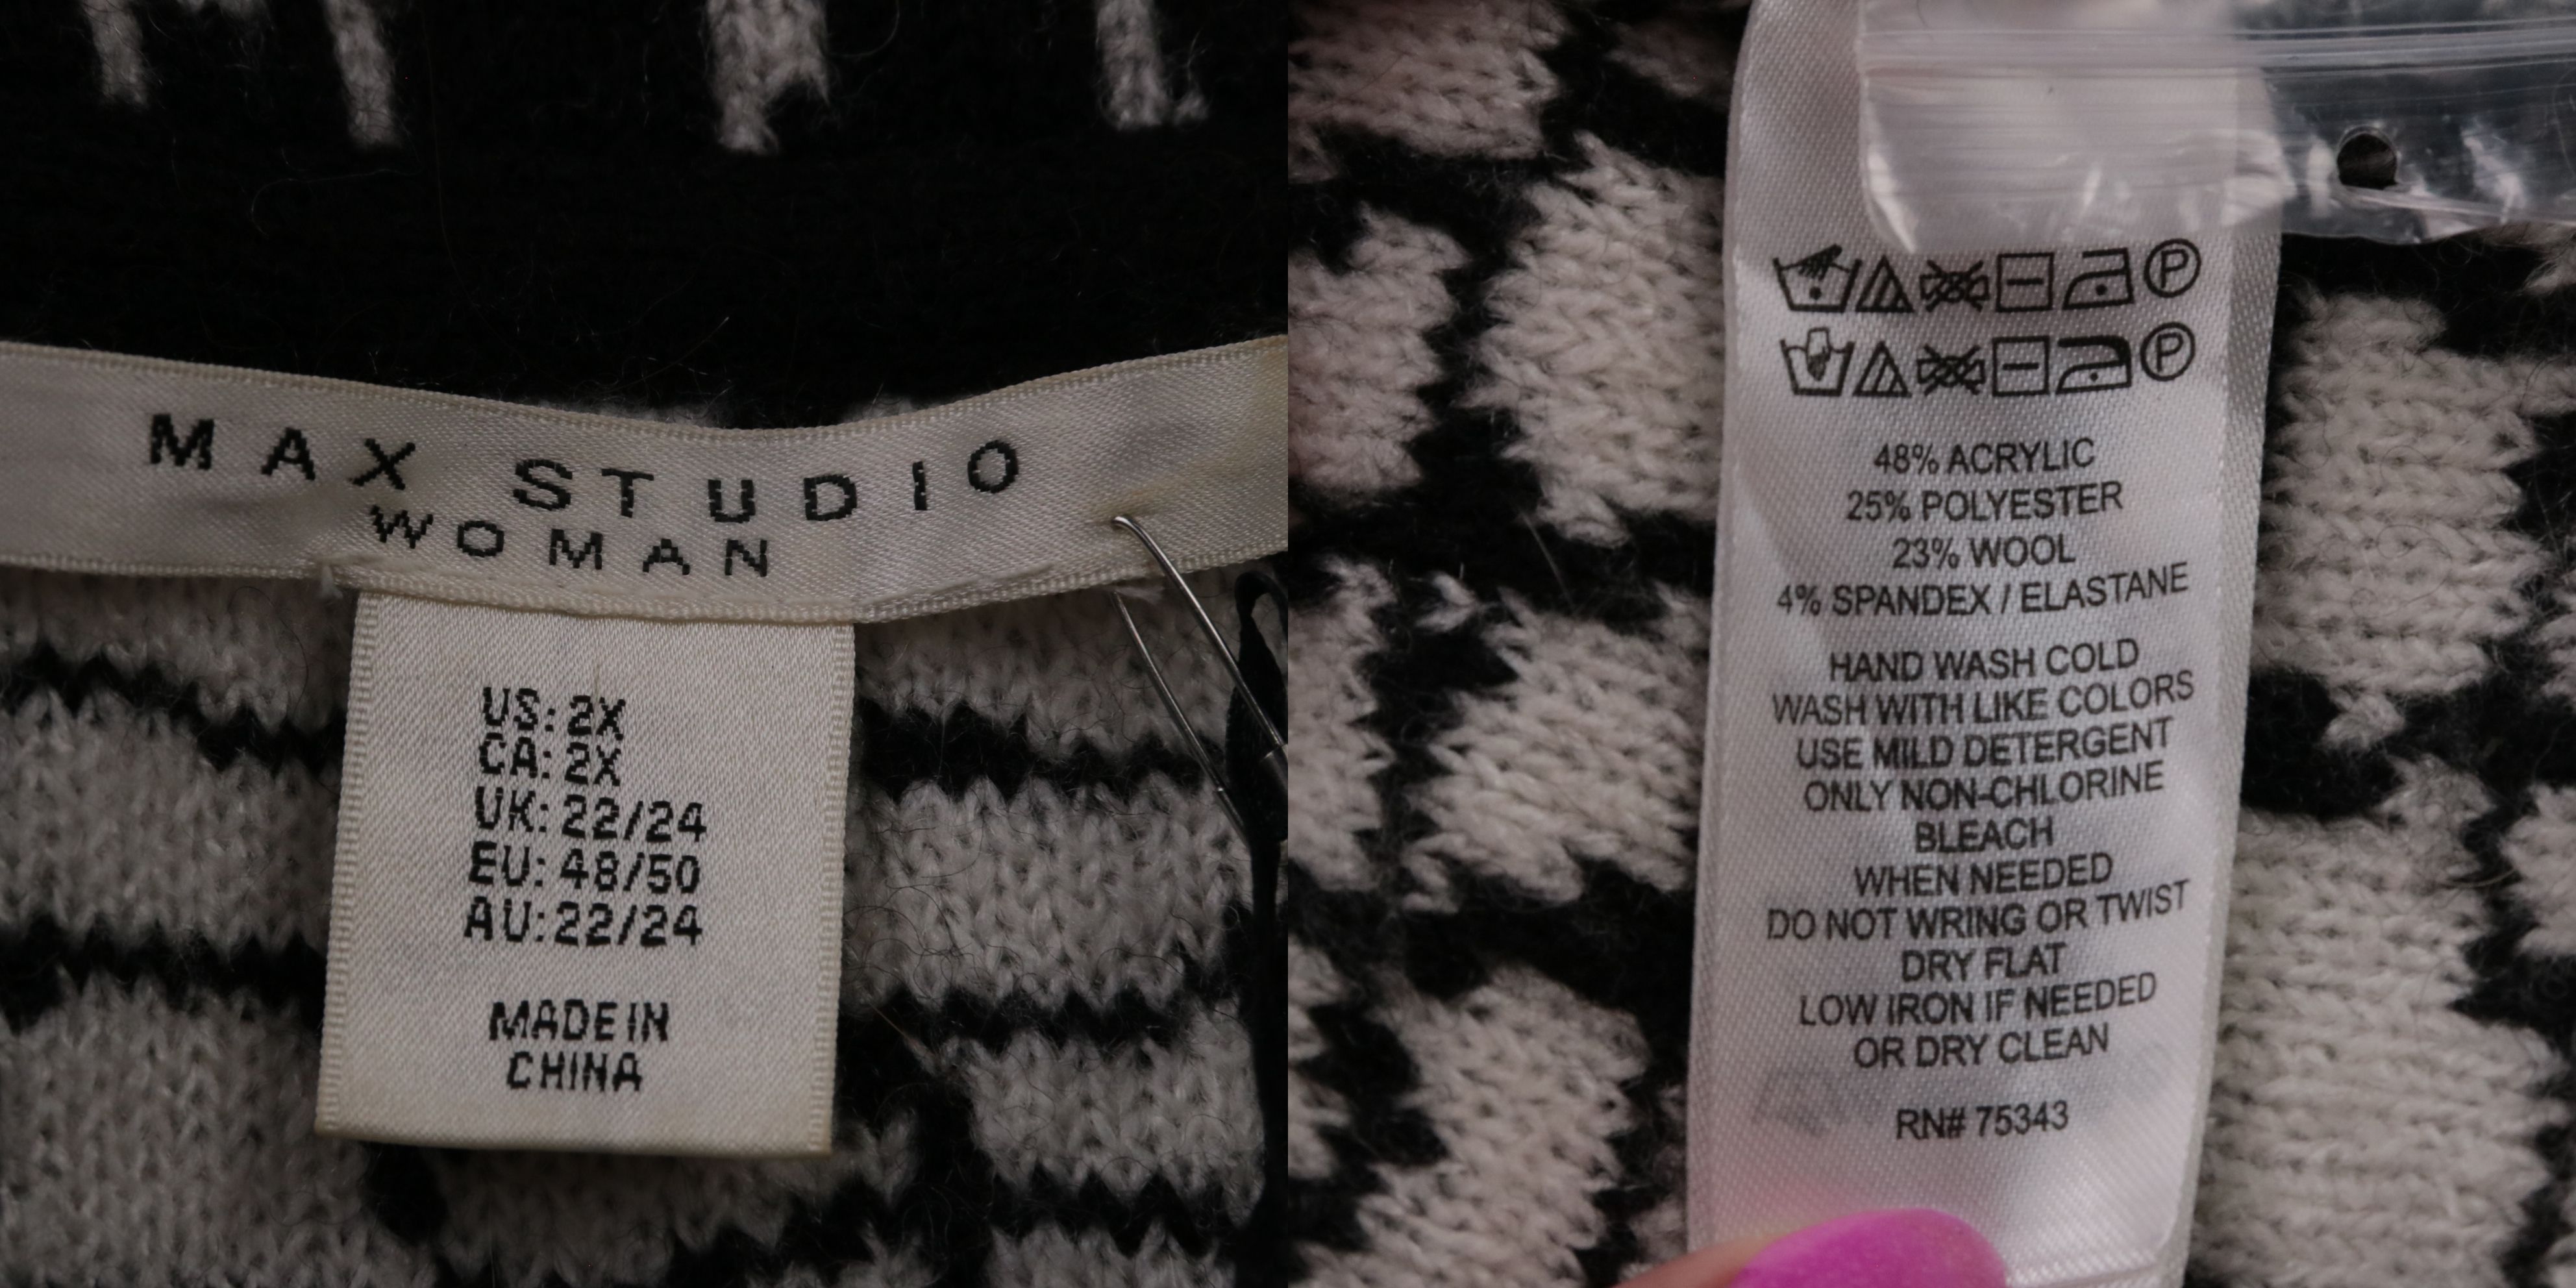 MAX STUDIO
WOMAN
US: 2X
CA: 2X
UK: 22/24
EU: 48/50
AU: 22/24
MADE IN
CHINA
P
P
48% ACRYLIC
25% POLYESTER
23% WOOL
4% SPANDEX / ELASTANE
HAND WASH COLD
WASH WITH LIKE COLORS
USE MILD DETERGENT
ONLY NON-CHLORINE
BLEACH
WHEN NEEDED
DO NOT WRING OR TWIST
DRY FLAT
LOW IRON IF NEEDED
OR DRY CLEAN
RN# 75343